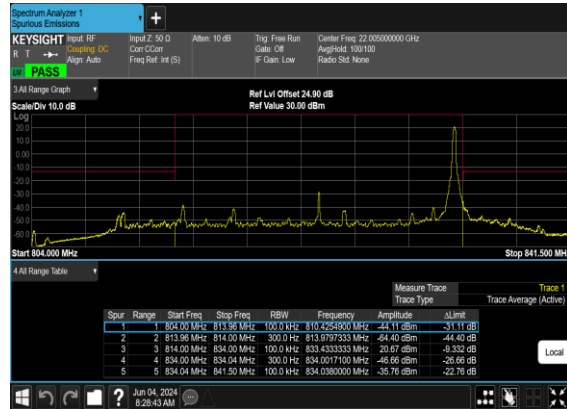 Spectrum Analyzer 1
Spurious Emissions
+
KEYSIGHT Input: RF Input Z: 50 Ω Atten: 10 dB Trig: Free Run Center Freq: 22.005000000 GHz
R T Coupling: DC Corr CCorr Gate: Off Avg|Hold: 100/100
Align: Auto Freq Ref: Int (S) IF Gain: Low Radio Std: None
PASS
3 All Range Graph
Ref Lvl Offset 24.90 dB
Scale/Div 10.0 dB Ref Value 30.00 dBm
Log
20.0
10.0
0.00
-10.0
-20.0
-30.0
-40.0
-50.0
-60.0
Start 804.000 MHz Stop 841.500 MH
4 All Range Table
Measure Trace Trace 1
Trace Type Trace Average (Active)
Spur Range Start Freq Stop Freq RBW Frequency Amplitude ΔLimit
1 1 804.00 MHz 813.96 MHz 100.0 kHz 810.4254900 MHz -44.11 dBm -31.11 dB
2 2 813.96 MHz 814.00 MHz 300.0 Hz 813.9797333 MHz -64.40 dBm -44.40 dB
3 3 814.00 MHz 834.00 MHz 100.0 kHz 833.4333333 MHz 20.67 dBm -9.332 dB
4 4 834.00 MHz 834.04 MHz 300.0 Hz 834.0017100 MHz -46.66 dBm -26.66 dB
5 5 834.04 MHz 841.50 MHz 100.0 kHz 834.0380000 MHz -35.76 dBm -22.76 dB
Local
? Jun 04, 2024
8:28:43 AM